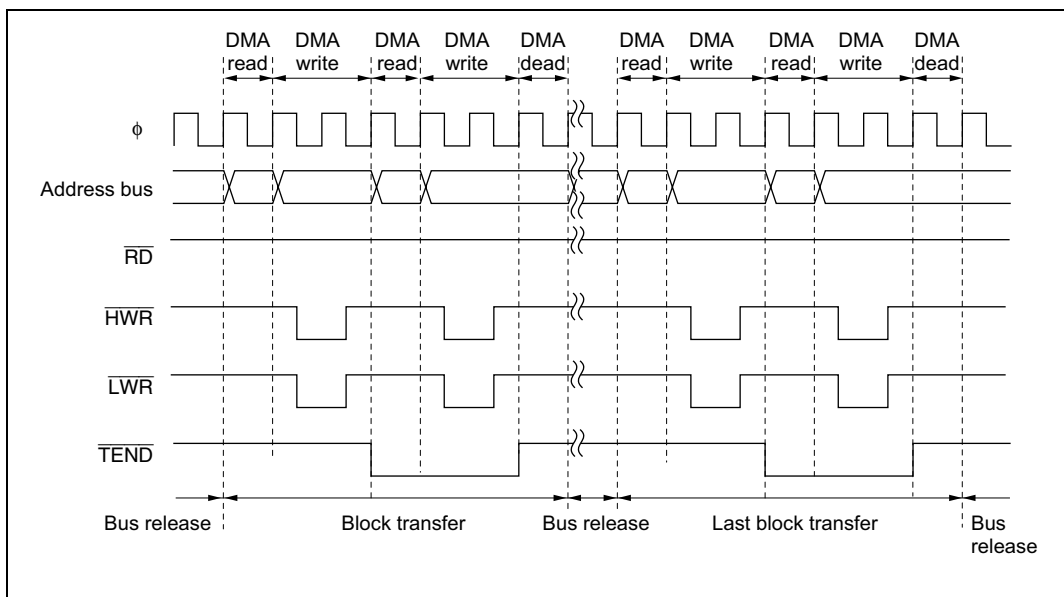 DMA read
DMA write
DMA read
DMA write
DMA dead
DMA read
DMA write
DMA read
DMA write
DMA dead
ϕ
Address bus
RD
HWR
LWR
TEND
Bus release
Block transfer
Bus release
Last block transfer
Bus release